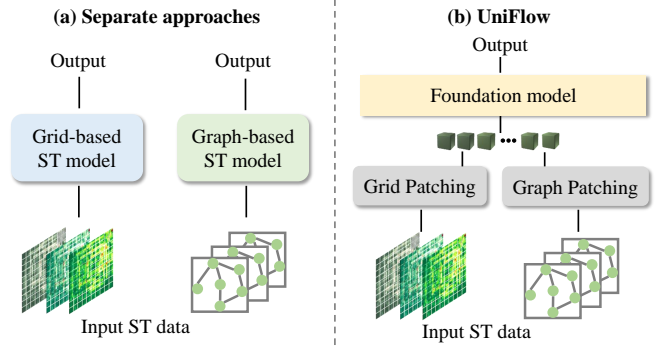 (a) Separate approaches
Output
Output
Grid-based
ST model
Graph-based
ST model
Input ST data
(b) UniFlow
Output
Foundation model
Grid Patching
Graph Patching
Input ST data